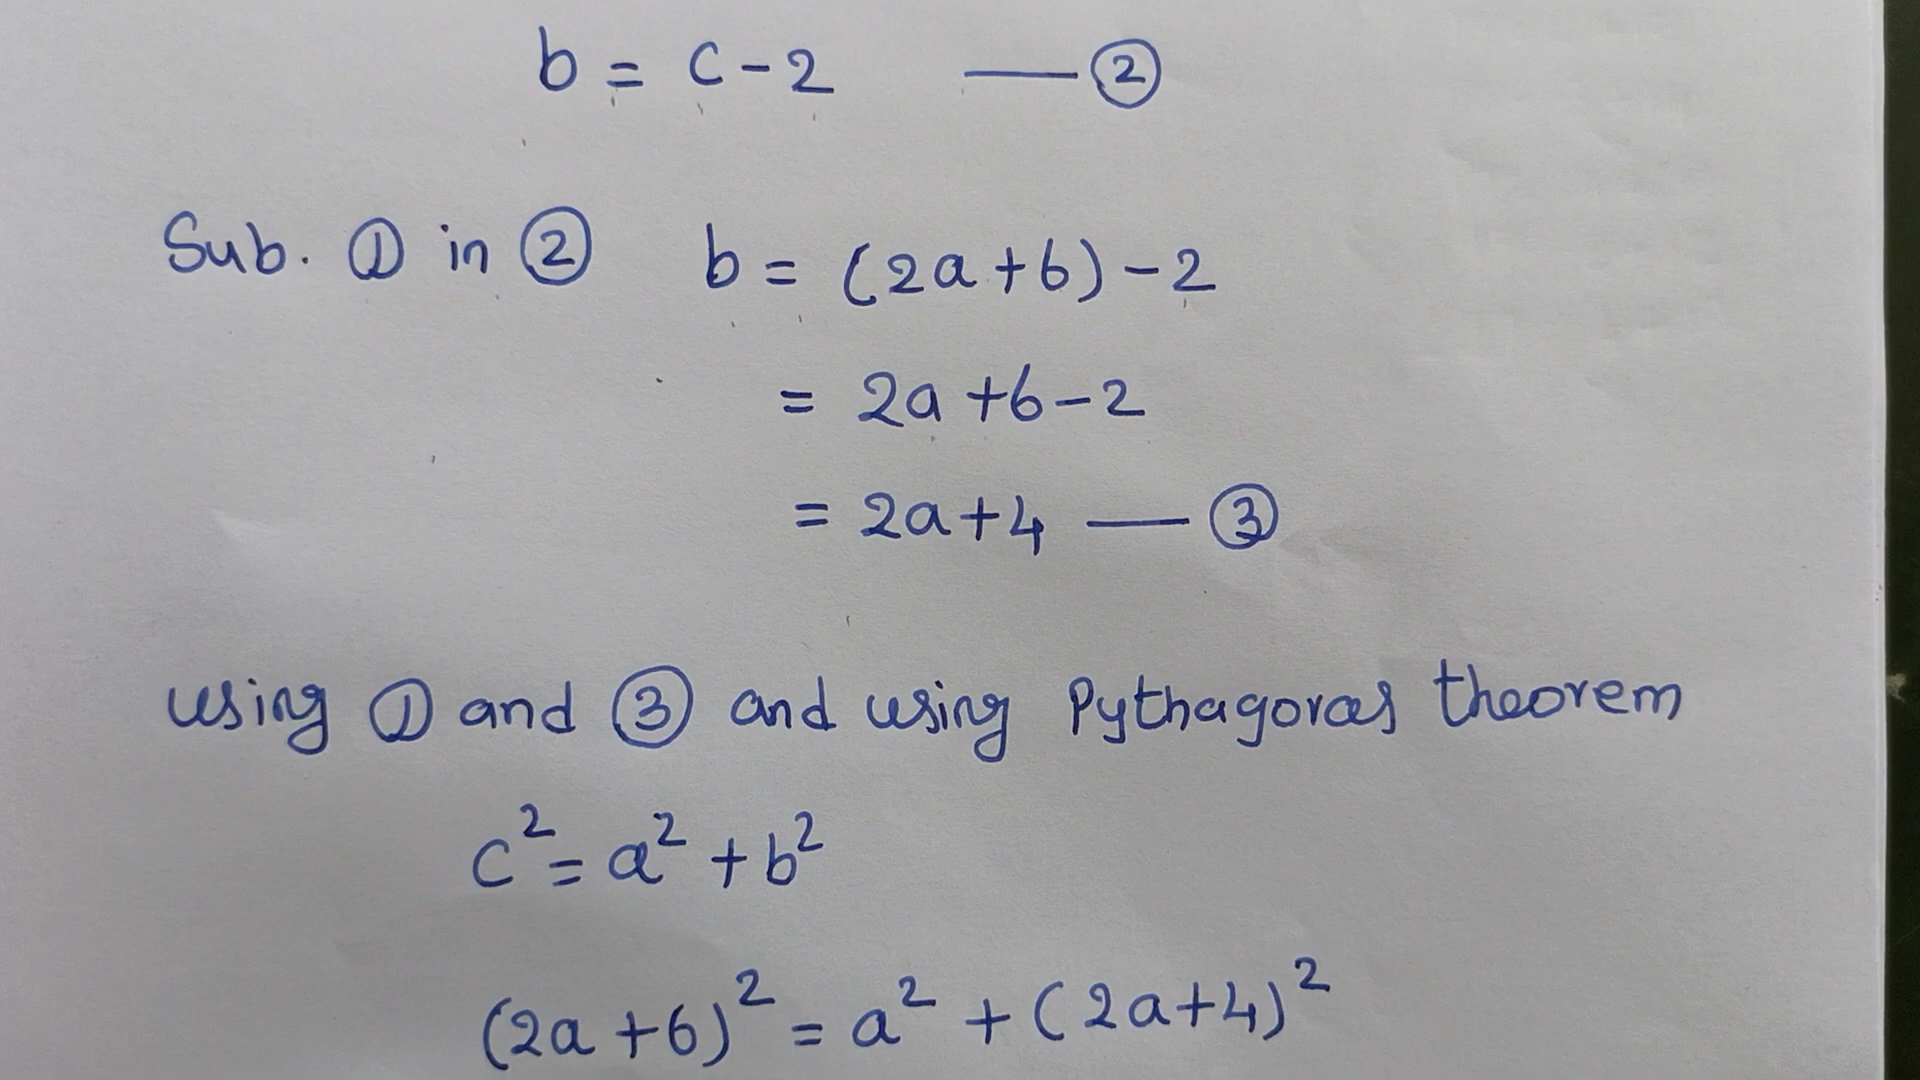 b = c - 2 — ②
Sub. ① in ② b = (2a+6) - 2
= 2a + 6 - 2
= 2a + 4 — ③
using ① and ③ and using Pythagoras theorem
c² = a² + b²
(2a + 6)² = a² + (2a+4)²